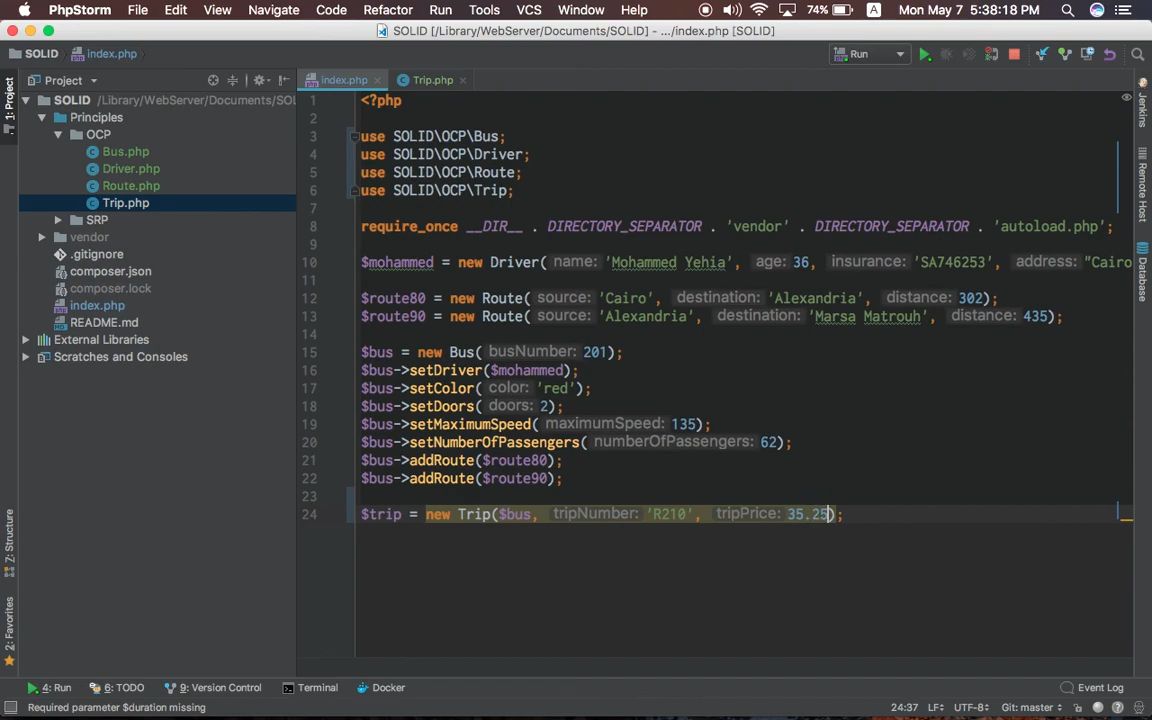 PhpStorm File Edit View Navigate Code Refactor Run Tools VCS Window Help 74% A Mon May 7 5:38:18 PM
SOLID [/Library/WebServer/Documents/SOLID] - .../index.php [SOLID]
SOLID index.php Run
Project index.php Trip.php
1: Project
SOLID /Library/WebServer/Documents/SOL
Principles
OCP
Bus.php
Driver.php
Route.php
Trip.php
SRP
vendor
.gitignore
composer.json
composer.lock
index.php
README.md
External Libraries
Scratches and Consoles
7: Structure
2: Favorites
1 <?php
2
3 use SOLID\OCP\Bus;
4 use SOLID\OCP\Driver;
5 use SOLID\OCP\Route;
6 use SOLID\OCP\Trip;
7
8 require_once __DIR__ . DIRECTORY_SEPARATOR . 'vendor' . DIRECTORY_SEPARATOR . 'autoload.php';
9
10 $mohammed = new Driver( name: 'Mohammed Yehia', age: 36, insurance: 'SA746253', address: "Cairo
11
12 $route80 = new Route( source: 'Cairo', destination: 'Alexandria', distance: 302);
13 $route90 = new Route( source: 'Alexandria', destination: 'Marsa Matrouh', distance: 435);
14
15 $bus = new Bus( busNumber: 201);
16 $bus->setDriver($mohammed);
17 $bus->setColor( color: 'red');
18 $bus->setDoors( doors: 2);
19 $bus->setMaximumSpeed( maximumSpeed: 135);
20 $bus->setNumberOfPassengers( numberOfPassengers: 62);
21 $bus->addRoute($route80);
22 $bus->addRoute($route90);
23
24 $trip = new Trip($bus, tripNumber: 'R210', tripPrice: 35.25);
Jenkins
Remote Host
Database
4: Run 6: TODO 9: Version Control Terminal Docker Event Log
Required parameter $duration missing 24:37 LF÷ UTF-8÷ Git: master÷